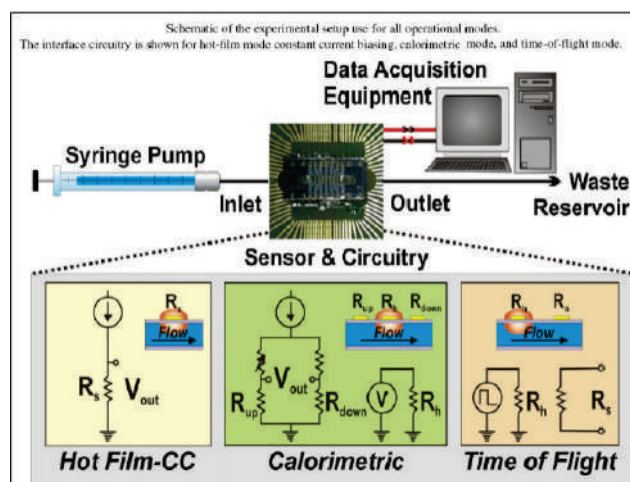 Schematic of the experimental setup use for all operational modes.
The interface circuitry is shown for hot-film mode constant current biasing, calorimetric mode, and time-of-flight mode.
Data Acquisition
Equipment
Syringe Pump
Inlet
Outlet
Waste
Reservoir
Sensor & Circuitry
R
Flow
Rs
Vout
Hot Film-CC
Rup
Rh
Rdown
Flow
Vout
Rup
Rdown
V
Rh
Calorimetric
Rh
Rs
Flow
Rh
Rs
Time of Flight